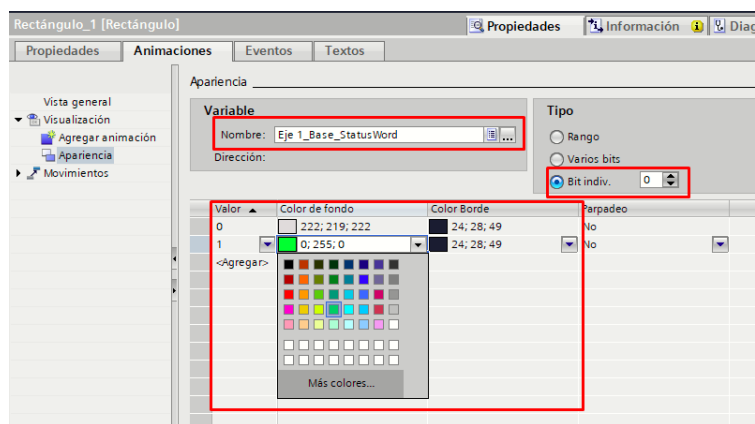 Rectángulo_1 [Rectángulo]
Propiedades
Información
Diag
Propiedades
Animaciones
Eventos
Textos
Apariencia
Vista general
Visualización
Agregar animación
Apariencia
Movimientos
Variable
Nombre: Eje 1_Base_StatusWord
...
Dirección:
Tipo
Rango
Varios bits
Bit indiv. 0
Valor Color de fondo Color Borde Parpadeo
0 222; 219; 222 24; 28; 49 No
1 0; 255; 0 24; 28; 49 No
<Agregar>
Más colores...